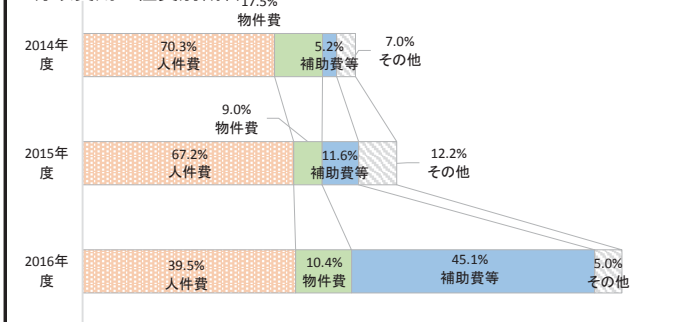 17.5%
物件費
2014年
度
70.3%
人件費
5.2%
補助費等
7.0%
その他
9.0%
物件費
2015年
度
67.2%
人件費
11.6%
補助費等
12.2%
その他
2016年
度
39.5%
人件費
10.4%
物件費
45.1%
補助費等
5.0%
その他